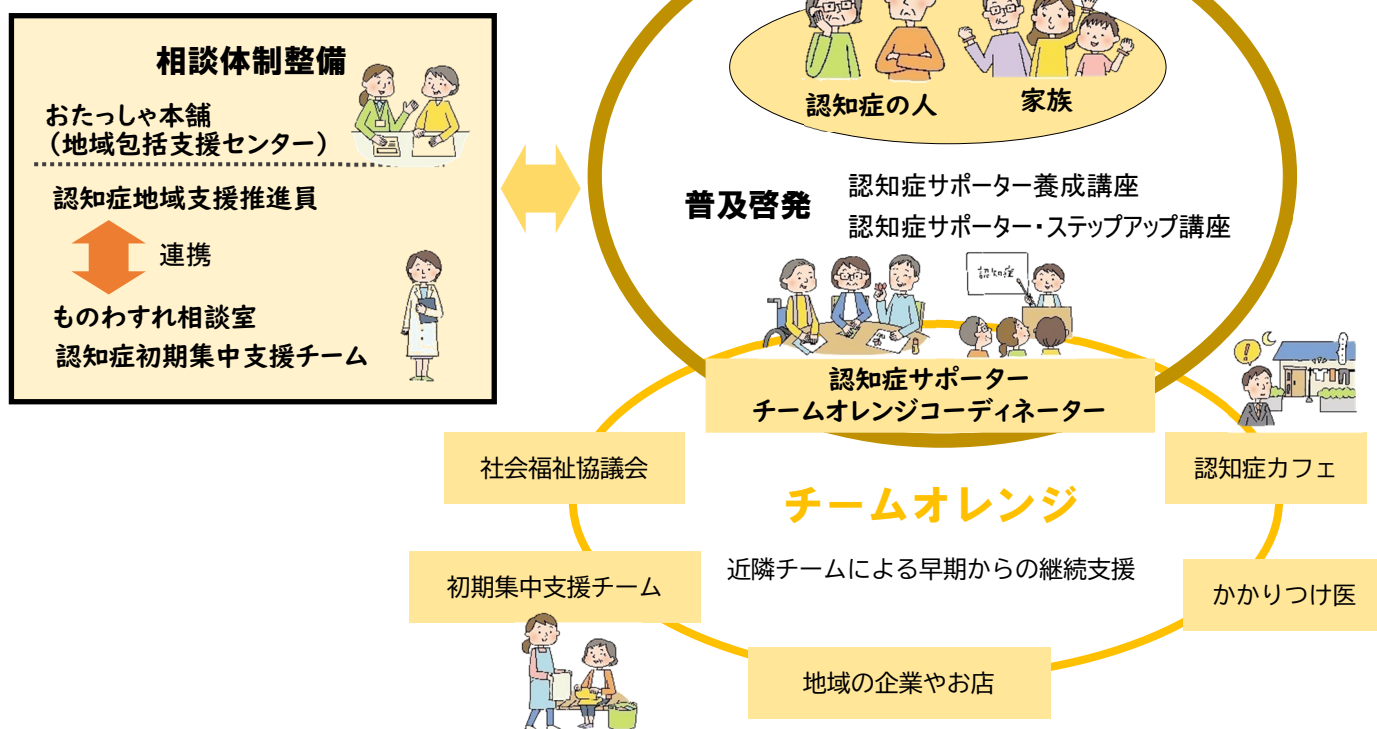 相談体制整備
おたっしゃ本舗
（地域包括支援センター）
認知症地域支援推進員
連携
ものわすれ相談室
認知症初期集中支援チーム
認知症の人
家族
普及啓発
認知症サポーター養成講座
認知症サポーター・ステップアップ講座
認知症
認知症サポーター
チームオレンジコーディネーター
社会福祉協議会
認知症カフェ
チームオレンジ
近隣チームによる早期からの継続支援
初期集中支援チーム
かかりつけ医
地域の企業やお店